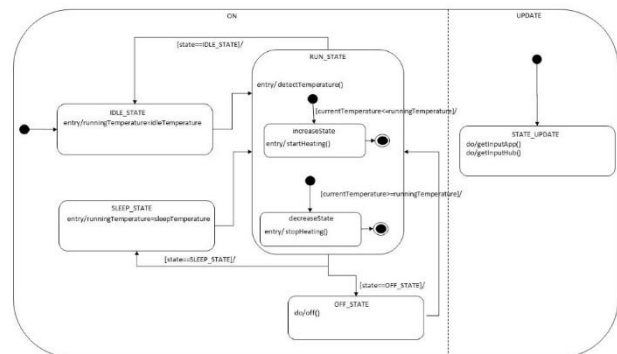 ON
UPDATE
[state==IDLE_STATE]/
RUN_STATE
entry/detectTemperature()
[currentTemperature<=runningTemperature]/
IDLE_STATE
entry/runningTemperature=idleTemperature
increaseState
entry/startHeating()
STATE_UPDATE
do/getInputApp()
do/getInputHub()
[currentTemperature>=runningTemperature]/
SLEEP_STATE
entry/runningTemperature=sleepTemperature
decreaseState
entry/stopHeating()
[state==SLEEP_STATE]/
[state==OFF_STATE]/
OFF_STATE
do/off()